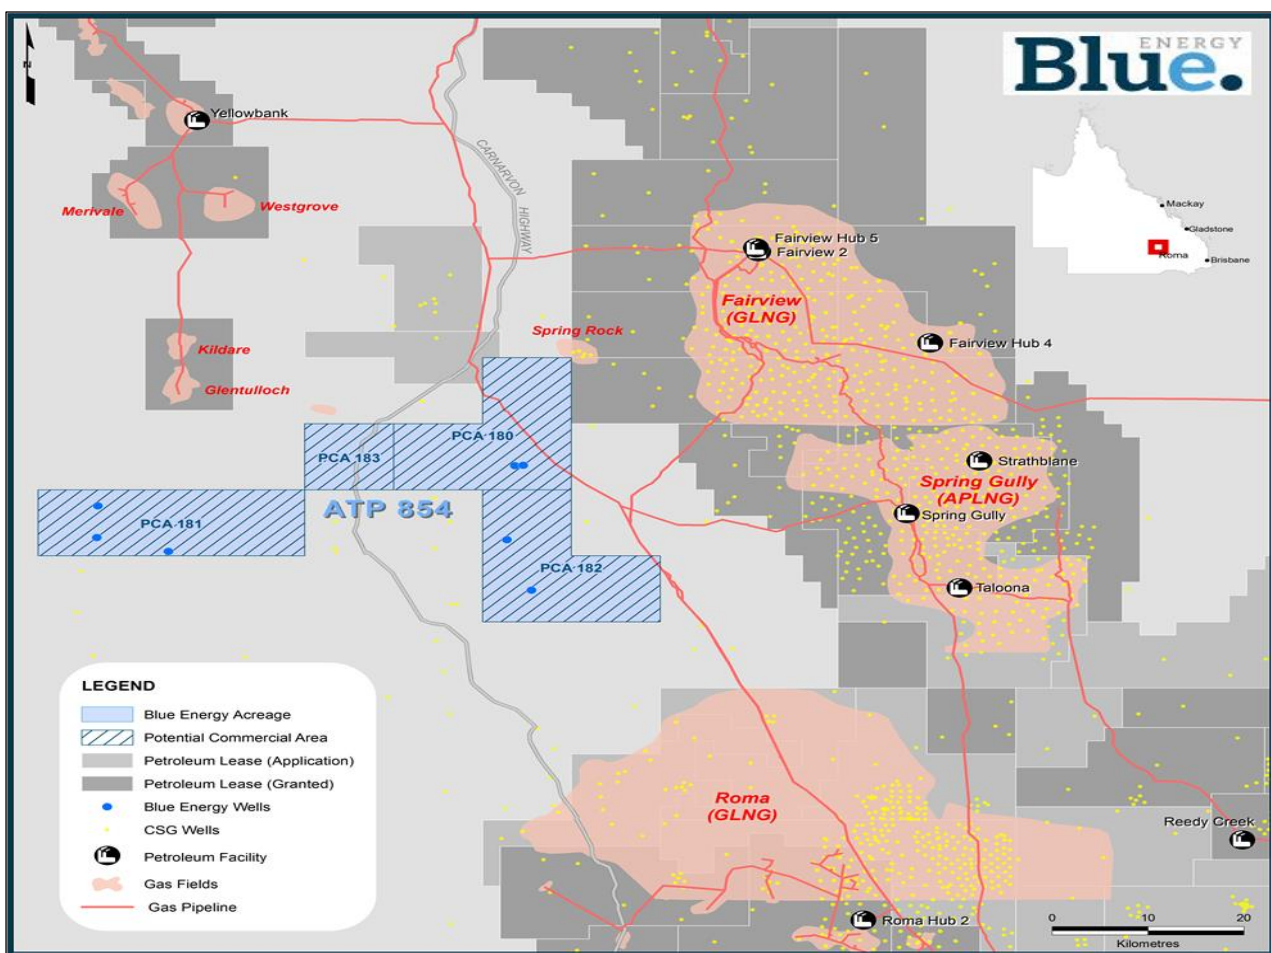 ENERGY
Blue.
N
Yellowbank
CARNARVON HIGHWAY
Merivale
Westgrove
Mackay
Gladstone
Roma
Brisbane
Fairview Hub 5
Fairview 2
Fairview
(GLNG)
Spring Rock
Fairview Hub 4
Kildare
Glentulloch
PCA 180
PCA 183
Strathblane
Spring Gully
(APLNG)
ATP 854
PCA 181
Spring Gully
PCA 182
Taloona
LEGEND
Blue Energy Acreage
Potential Commercial Area
Petroleum Lease (Application)
Petroleum Lease (Granted)
Blue Energy Wells
CSG Wells
Petroleum Facility
Gas Fields
Gas Pipeline
Roma
(GLNG)
Reedy Creek
Roma Hub 2
0 10 20
Kilometres